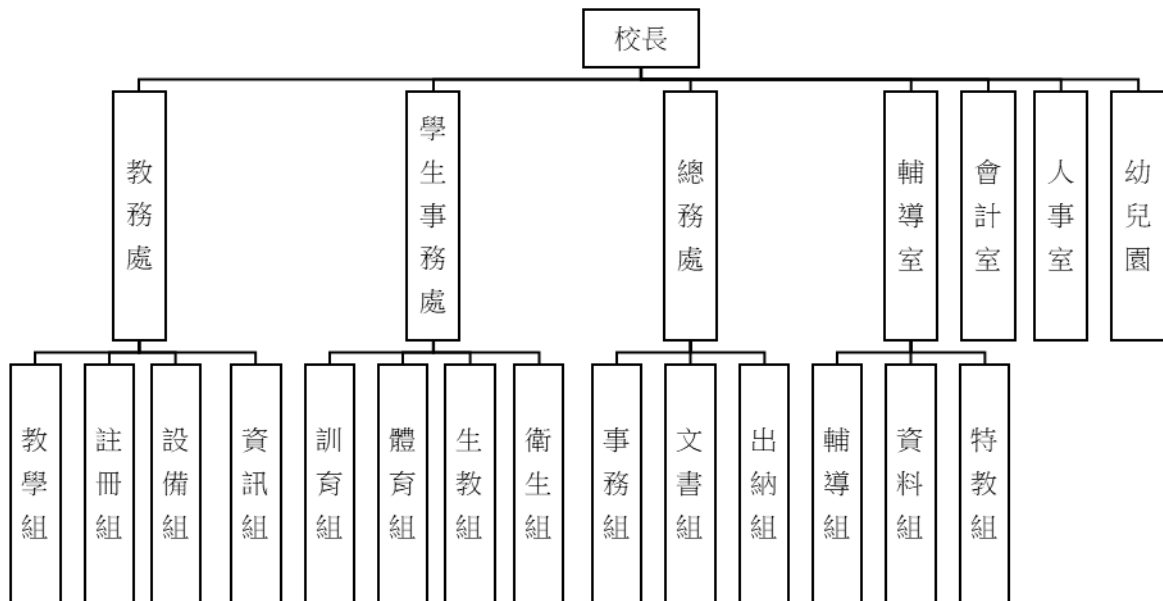 校長
教務處
學生事務處
總務處
輔導室
會計室
人事室
幼兒園
教學組
註冊組
設備組
資訊組
訓育組
體育組
生教組
衛生組
事務組
文書組
出納組
輔導組
資料組
特教組